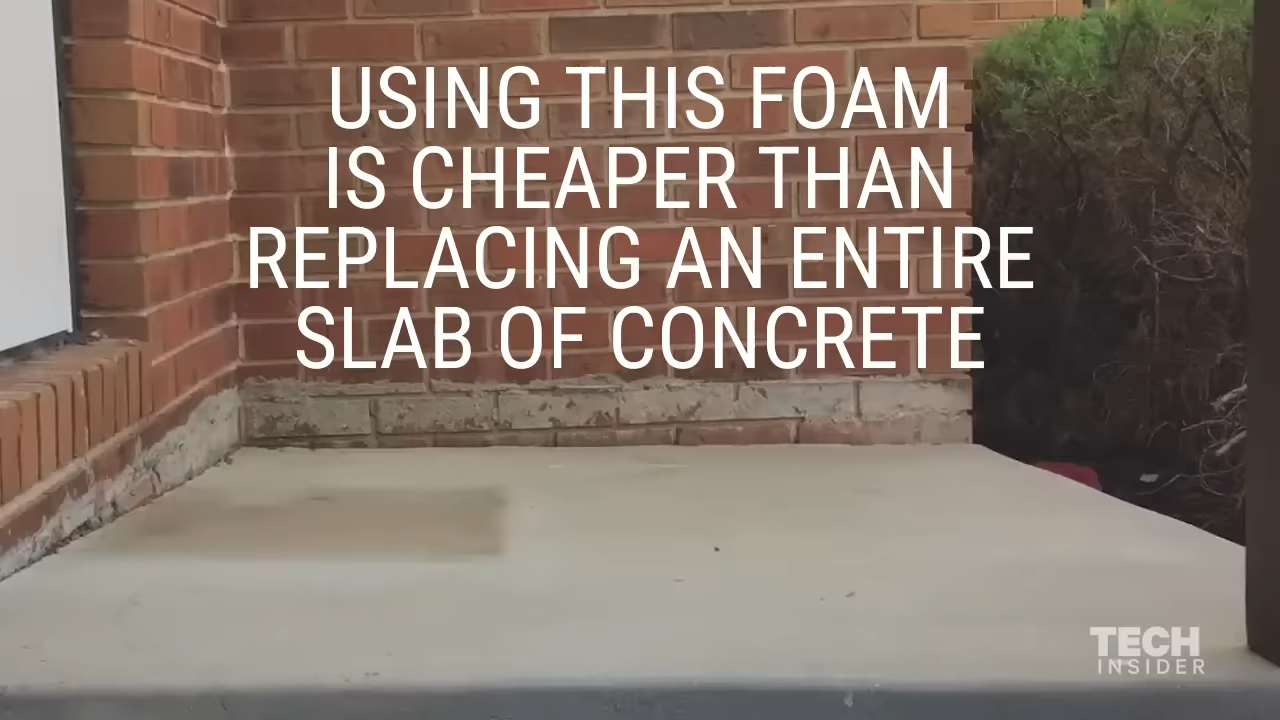 USING THIS FOAM
IS CHEAPER THAN
REPLACING AN ENTIRE
SLAB OF CONCRETE
TECH
INSIDER